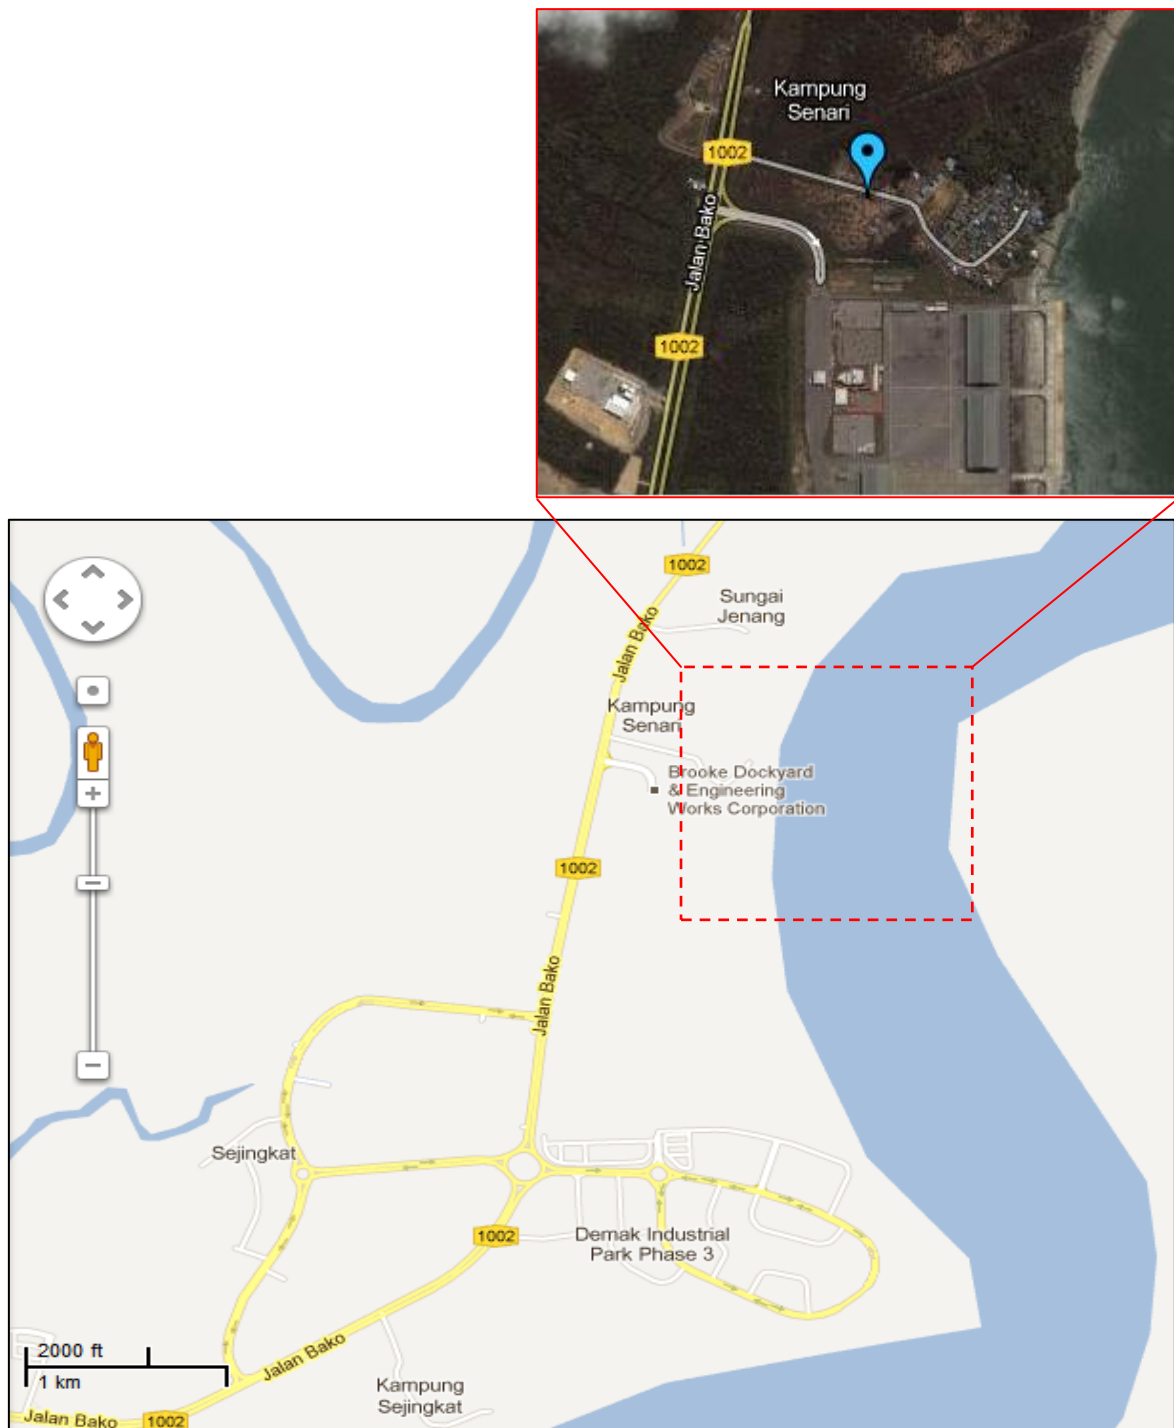 Kampung
Senari
1002
Jalan Bako
1002
1002
Sungai
Jenang
Jalan Bako
Kampung
Senari
Brooke Dockyard
& Engineering
Works Corporation
1002
Jalan Bako
Sejingkat
1002
Demak Industrial
Park Phase 3
2000 ft
1 km
Jalan Bako
Kampung
Sejingkat
Jalan Bako
1002